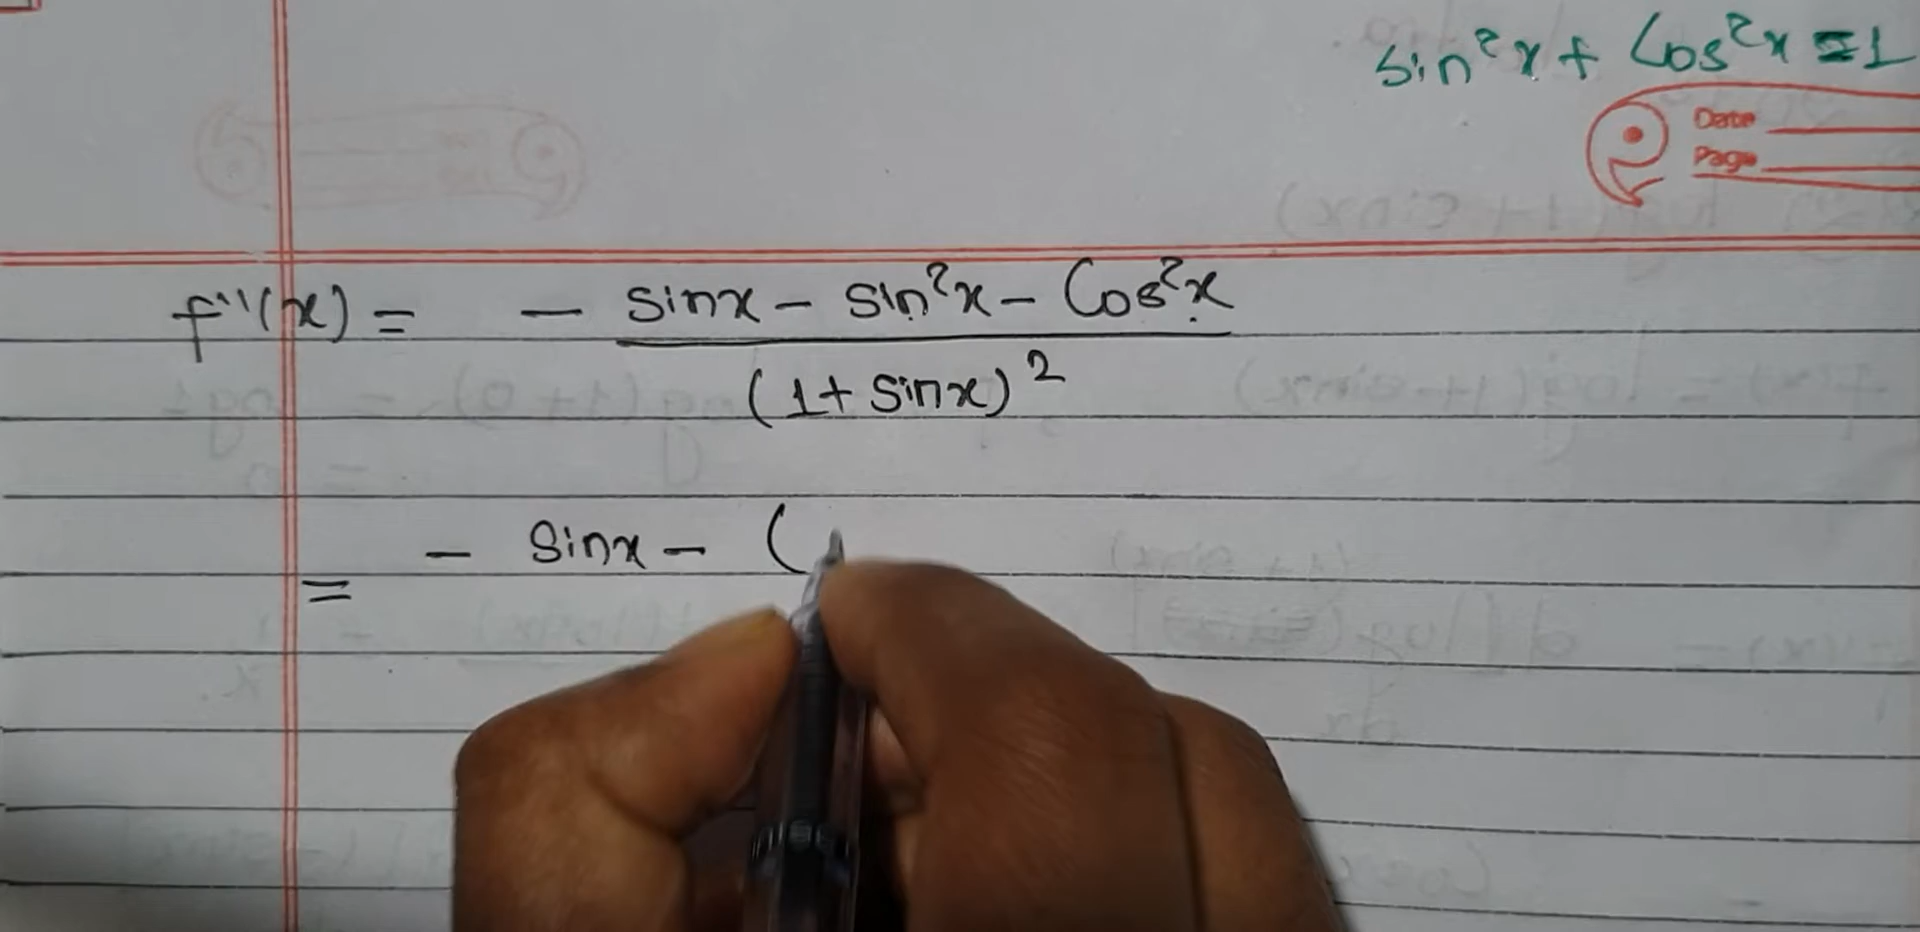 sin²x + Cos²x = 1
Date
Page
f''(x) = - sinx - sin²x - Cos²x
(1 + sinx)²
= - sinx - (